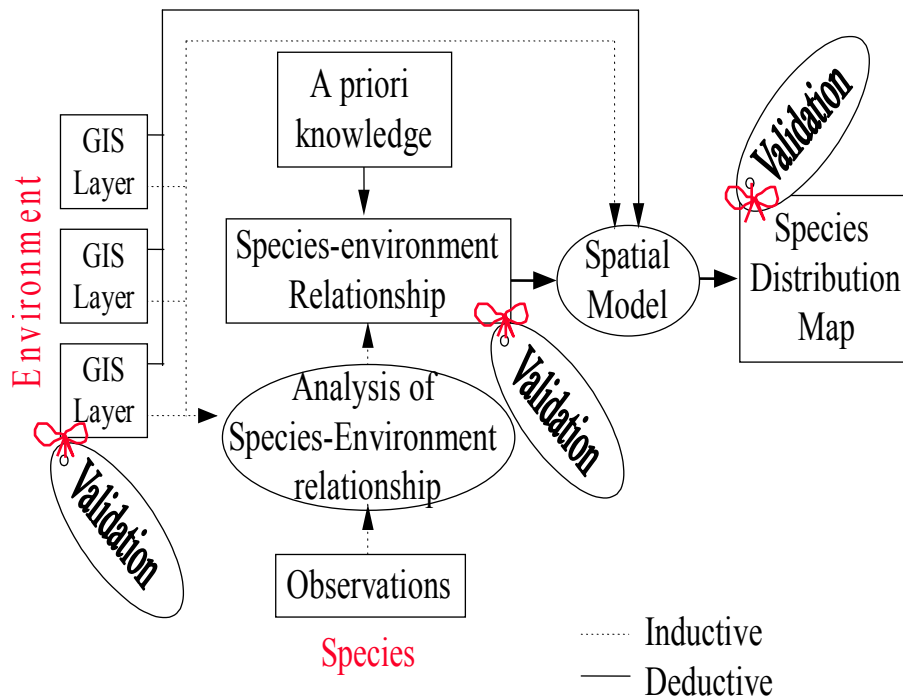 A priori
knowledge
Validation
Environment
GIS
Layer
GIS
Layer
GIS
Layer
Species-environment
Relationship
Spatial
Model
Species
Distribution
Map
Validation
Analysis of
Species-Environment
relationship
Validation
Observations
Species
Inductive
Deductive